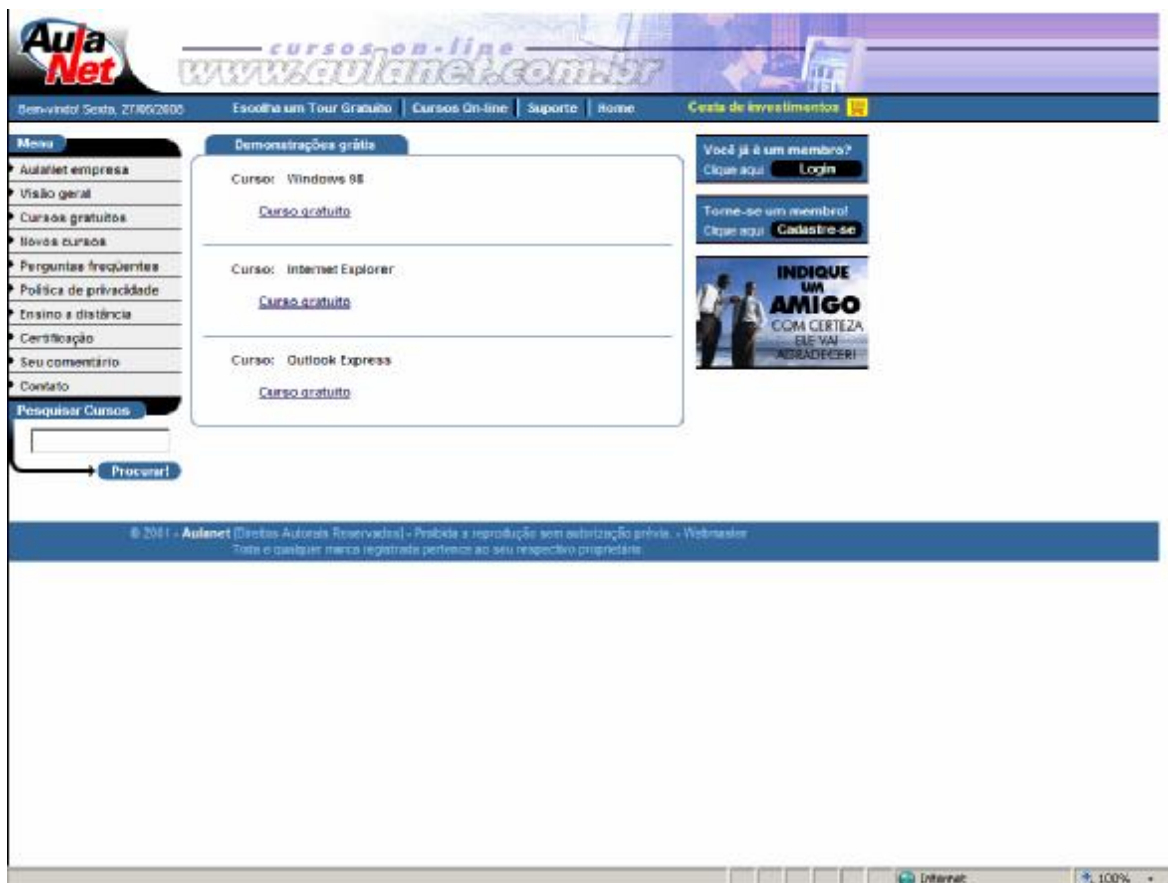 Aula
Net
cursos on-line
www.aulanet.com.br
Bem-vindo! Sexta,
Escolha um Tour Gratuito
Cursos On-line
Suporte
Home
Cesta de investimentos
Menu
AulaNet empresa
Visão geral
Cursos gratuitos
Novos cursos
Perguntas freqüentes
Política de privacidade
Ensino a distância
Certificação
Seu comentário
Contato
Pesquisar Cursos
Procurar!
Demonstrações grátis
Curso: Windows 98
Curso gratuito
Curso: Internet Explorer
Curso gratuito
Curso: Outlook Express
Curso gratuito
Você já é um membro?
Clique aqui Login
Torne-se um membro!
Clique aqui Cadastre-se
INDIQUE
UM
AMIGO
COM CERTEZA
ELE VAI
AGRADECER!
© 2001 - Aulanet [Direitos Autorais Reservados] - Proibida a reprodução sem autorização prévia. - Webmaster
Toda e qualquer marca registrada pertence ao seu respectivo proprietário
Internet
100%